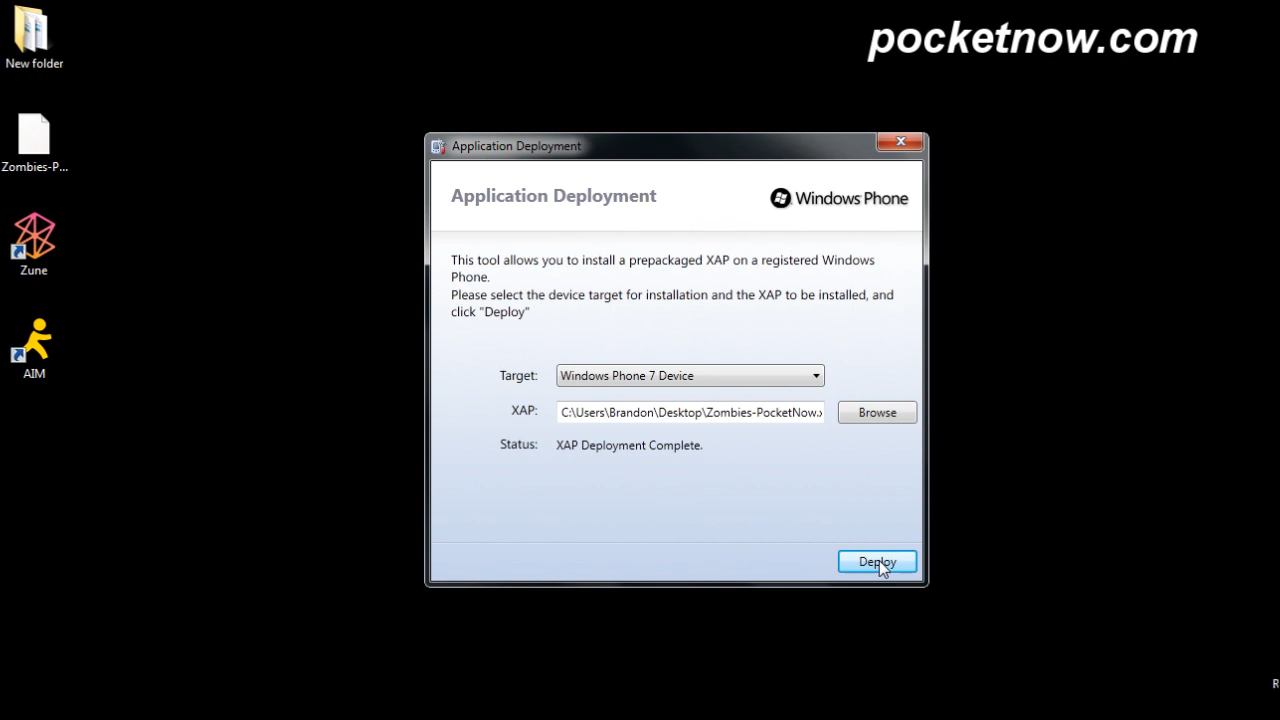 pocketnow.com
New folder
Zombies-P...
Zune
AIM
Application Deployment
Application Deployment
Windows Phone
This tool allows you to install a prepackaged XAP on a registered Windows
Phone.
Please select the device target for installation and the XAP to be installed, and
click "Deploy"
Target: Windows Phone 7 Device
XAP: C:\Users\Brandon\Desktop\Zombies-PocketNow.x Browse
Status: XAP Deployment Complete.
Deploy
R